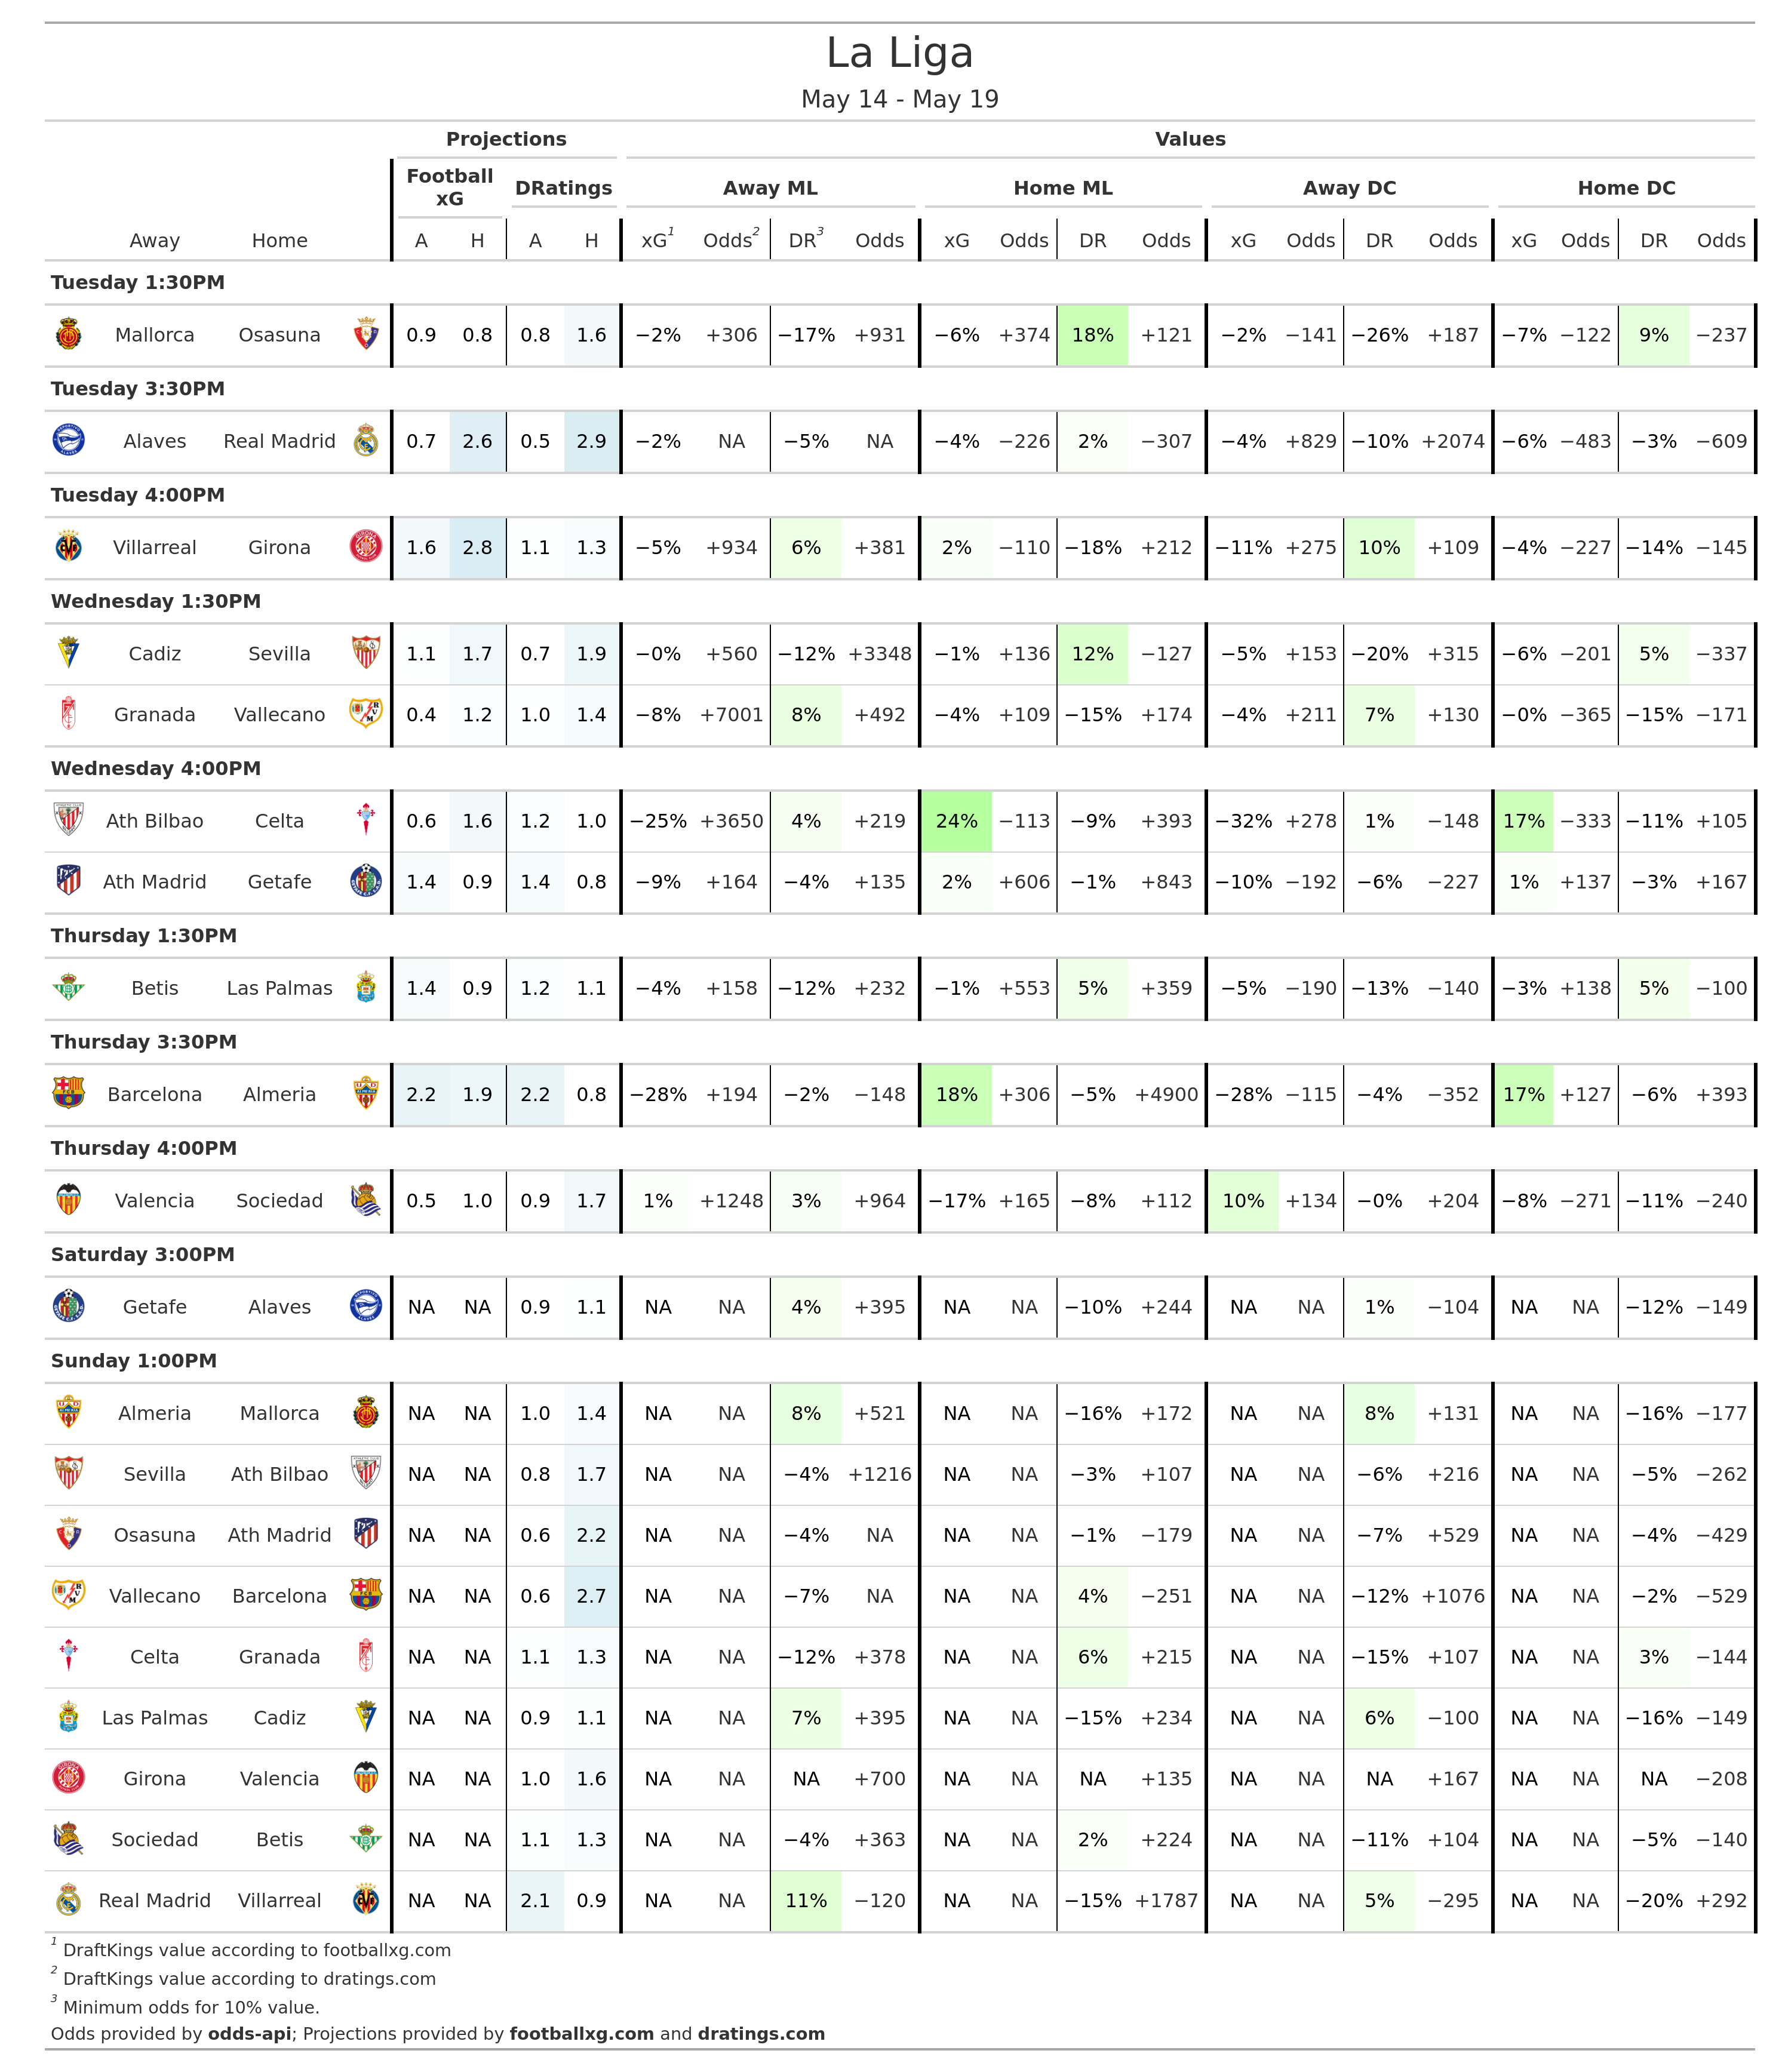 La Liga
May 14 - May 19
Projections Values
Football xG DRatings Away ML Home ML Away DC Home DC
Away Home A H A H xG1 Odds2 DR3 Odds xG Odds DR Odds xG Odds DR Odds xG Odds DR Odds
Tuesday 1:30PM
Mallorca Osasuna 0.9 0.8 0.8 1.6 −2% +306 −17% +931 −6% +374 18% +121 −2% −141 −26% +187 −7% −122 9% −237
Tuesday 3:30PM
Alaves Real Madrid 0.7 2.6 0.5 2.9 −2% NA −5% NA −4% −226 2% −307 −4% +829 −10% +2074 −6% −483 −3% −609
Tuesday 4:00PM
Villarreal Girona 1.6 2.8 1.1 1.3 −5% +934 6% +381 2% −110 −18% +212 −11% +275 10% +109 −4% −227 −14% −145
Wednesday 1:30PM
Cadiz Sevilla 1.1 1.7 0.7 1.9 −0% +560 −12% +3348 −1% +136 12% −127 −5% +153 −20% +315 −6% −201 5% −337
Granada Vallecano 0.4 1.2 1.0 1.4 −8% +7001 8% +492 −4% +109 −15% +174 −4% +211 7% +130 −0% −365 −15% −171
Wednesday 4:00PM
Ath Bilbao Celta 0.6 1.6 1.2 1.0 −25% +3650 4% +219 24% −113 −9% +393 −32% +278 1% −148 17% −333 −11% +105
Ath Madrid Getafe 1.4 0.9 1.4 0.8 −9% +164 −4% +135 2% +606 −1% +843 −10% −192 −6% −227 1% +137 −3% +167
Thursday 1:30PM
Betis Las Palmas 1.4 0.9 1.2 1.1 −4% +158 −12% +232 −1% +553 5% +359 −5% −190 −13% −140 −3% +138 5% −100
Thursday 3:30PM
Barcelona Almeria 2.2 1.9 2.2 0.8 −28% +194 −2% −148 18% +306 −5% +4900 −28% −115 −4% −352 17% +127 −6% +393
Thursday 4:00PM
Valencia Sociedad 0.5 1.0 0.9 1.7 1% +1248 3% +964 −17% +165 −8% +112 10% +134 −0% +204 −8% −271 −11% −240
Saturday 3:00PM
Getafe Alaves NA NA 0.9 1.1 NA NA 4% +395 NA NA −10% +244 NA NA 1% −104 NA NA −12% −149
Sunday 1:00PM
Almeria Mallorca NA NA 1.0 1.4 NA NA 8% +521 NA NA −16% +172 NA NA 8% +131 NA NA −16% −177
Sevilla Ath Bilbao NA NA 0.8 1.7 NA NA −4% +1216 NA NA −3% +107 NA NA −6% +216 NA NA −5% −262
Osasuna Ath Madrid NA NA 0.6 2.2 NA NA −4% NA NA NA −1% −179 NA NA −7% +529 NA NA −4% −429
Vallecano Barcelona NA NA 0.6 2.7 NA NA −7% NA NA NA 4% −251 NA NA −12% +1076 NA NA −2% −529
Celta Granada NA NA 1.1 1.3 NA NA −12% +378 NA NA 6% +215 NA NA −15% +107 NA NA 3% −144
Las Palmas Cadiz NA NA 0.9 1.1 NA NA 7% +395 NA NA −15% +234 NA NA 6% −100 NA NA −16% −149
Girona Valencia NA NA 1.0 1.6 NA NA NA +700 NA NA NA +135 NA NA NA +167 NA NA NA −208
Sociedad Betis NA NA 1.1 1.3 NA NA −4% +363 NA NA 2% +224 NA NA −11% +104 NA NA −5% −140
Real Madrid Villarreal NA NA 2.1 0.9 NA NA 11% −120 NA NA −15% +1787 NA NA 5% −295 NA NA −20% +292
1 DraftKings value according to footballxg.com
2 DraftKings value according to dratings.com
3 Minimum odds for 10% value.
Odds provided by odds-api; Projections provided by footballxg.com and dratings.com